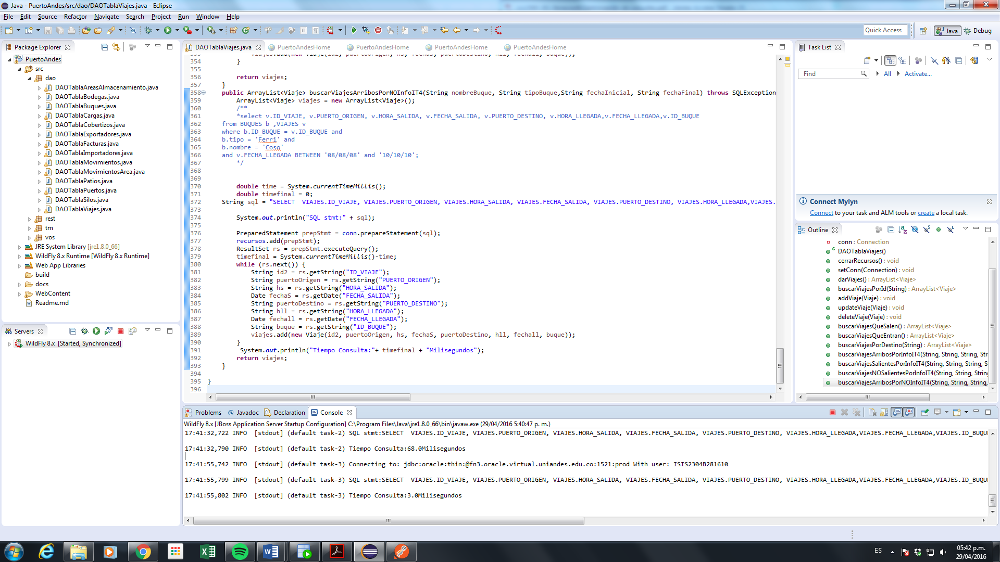 Java - PuertoAndes/src/dao/DAOTablaViajes.java - Eclipse
File Edit Source Refactor Navigate Search Project Run Window Help
Quick Access
Java
Debug
Package Explorer
PuertoAndes
src
dao
DAOTablaAreasAlmacenamiento.java
DAOTablaBodegas.java
DAOTablaBuques.java
DAOTablaCargas.java
DAOTablaCobertizos.java
DAOTablaExportadores.java
DAOTablaFacturas.java
DAOTablaImportadores.java
DAOTablaMovimientos.java
DAOTablaMovimientosArea.java
DAOTablaPatios.java
DAOTablaPuertos.java
DAOTablaSilos.java
DAOTablaViajes.java
rest
tm
vos
JRE System Library [jre1.8.0_66]
WildFly 8.x Runtime [WildFly 8.x Runtime]
Web App Libraries
build
docs
WebContent
Readme.md
Servers
WildFly 8.x [Started, Synchronized]
DAOTablaViajes.java PuertoAndesHome PuertoAndesHome PuertoAndesHome PuertoAndesHome
353 viajes.add(new Viaje(id2, puertoOrigen, hs, fechaS, puertoDestino, hll, fechall, buque));
354 }
355
356 return viajes;
357 }
358 public ArrayList<Viaje> buscarViajesArribosPorNOInfoIT4(String nombreBuque, String tipoBuque,String fechaInicial, String fechaFinal) throws SQLException
359 ArrayList<Viaje> viajes = new ArrayList<Viaje>();
360 /**
361 *select v.ID_VIAJE, v.PUERTO_ORIGEN, v.HORA_SALIDA, v.FECHA_SALIDA, v.PUERTO_DESTINO, v.HORA_LLEGADA,v.FECHA_LLEGADA,v.ID_BUQUE
362 from BUQUES b ,VIAJES v
363 where b.ID_BUQUE = v.ID_BUQUE and
364 b.tipo = 'Ferri' and
365 b.nombre = 'Coso'
366 and v.FECHA_LLEGADA BETWEEN '08/08/08' and '10/10/10';
367 */
368
369
370 double time = System.currentTimeMillis();
371 double timefinal = 0;
372 String sql = "SELECT  VIAJES.ID_VIAJE, VIAJES.PUERTO_ORIGEN, VIAJES.HORA_SALIDA, VIAJES.FECHA_SALIDA, VIAJES.PUERTO_DESTINO, VIAJES.HORA_LLEGADA,VIAJES.
373
374 System.out.println("SQL stmt:" + sql);
375
376 PreparedStatement prepStmt = conn.prepareStatement(sql);
377 recursos.add(prepStmt);
378 ResultSet rs = prepStmt.executeQuery();
379 timefinal = System.currentTimeMillis()-time;
380 while (rs.next()) {
381 String id2 = rs.getString("ID_VIAJE");
382 String puertoOrigen = rs.getString("PUERTO_ORIGEN");
383 String hs = rs.getString("HORA_SALIDA");
384 Date fechaS = rs.getDate("FECHA_SALIDA");
385 String puertoDestino = rs.getString("PUERTO_DESTINO");
386 String hll = rs.getString("HORA_LLEGADA");
387 Date fechall = rs.getDate("FECHA_LLEGADA");
388 String buque = rs.getString("ID_BUQUE");
389 viajes.add(new Viaje(id2, puertoOrigen, hs, fechaS, puertoDestino, hll, fechall, buque));
390 }
391 System.out.println("Tiempo Consulta:"+ timefinal + "Milisegundos");
392 return viajes;
393 }
394
395 }
396
Task List
Find
All
Activate...
Connect Mylyn
Connect to your task and ALM tools or create a local task.
Outline
conn : Connection
DAOTablaViajes()
cerrarRecursos() : void
setConn(Connection) : void
darViajes() : ArrayList<Viaje>
buscarViajesPorId(String) : ArrayList<Viaje>
addViaje(Viaje) : void
updateViaje(Viaje) : void
deleteViaje(Viaje) : void
buscarViajesQueSalen() : ArrayList<Viaje>
buscarViajesQueEntran() : ArrayList<Viaje>
buscarViajesPorDestino(String) : ArrayList<Viaje>
buscarViajesArribosPorInfoIT4(String, String, String, Str
buscarViajesSalientesPorInfoIT4(String, String, String, S
buscarViajesNOSalientesPorInfoIT4(String, String, Strin
buscarViajesArribosPorNOInfoIT4(String, String, String,
Problems @ Javadoc Declaration Console
WildFly 8.x [JBoss Application Server Startup Configuration] C:\Program Files\Java\jre1.8.0_66\bin\javaw.exe (29/04/2016 5:40:47 p. m.)
17:41:32,722 INFO  [stdout] (default task-2) SQL stmt:SELECT  VIAJES.ID_VIAJE, VIAJES.PUERTO_ORIGEN, VIAJES.HORA_SALIDA, VIAJES.FECHA_SALIDA, VIAJES.PUERTO_DESTINO, VIAJES.HORA_LLEGADA,VIAJES.FECHA_LLEGADA,VIAJES.ID_BUQU
17:41:32,790 INFO  [stdout] (default task-2) Tiempo Consulta:68.0Milisegundos
17:41:55,742 INFO  [stdout] (default task-3) Connecting to: jdbc:oracle:thin:@fn3.oracle.virtual.uniandes.edu.co:1521:prod With user: ISIS2304B281610
17:41:55,799 INFO  [stdout] (default task-3) SQL stmt:SELECT  VIAJES.ID_VIAJE, VIAJES.PUERTO_ORIGEN, VIAJES.HORA_SALIDA, VIAJES.FECHA_SALIDA, VIAJES.PUERTO_DESTINO, VIAJES.HORA_LLEGADA,VIAJES.FECHA_LLEGADA,VIAJES.ID_BUQU
17:41:55,802 INFO  [stdout] (default task-3) Tiempo Consulta:3.0Milisegundos
ES
05:42 p.m.
29/04/2016